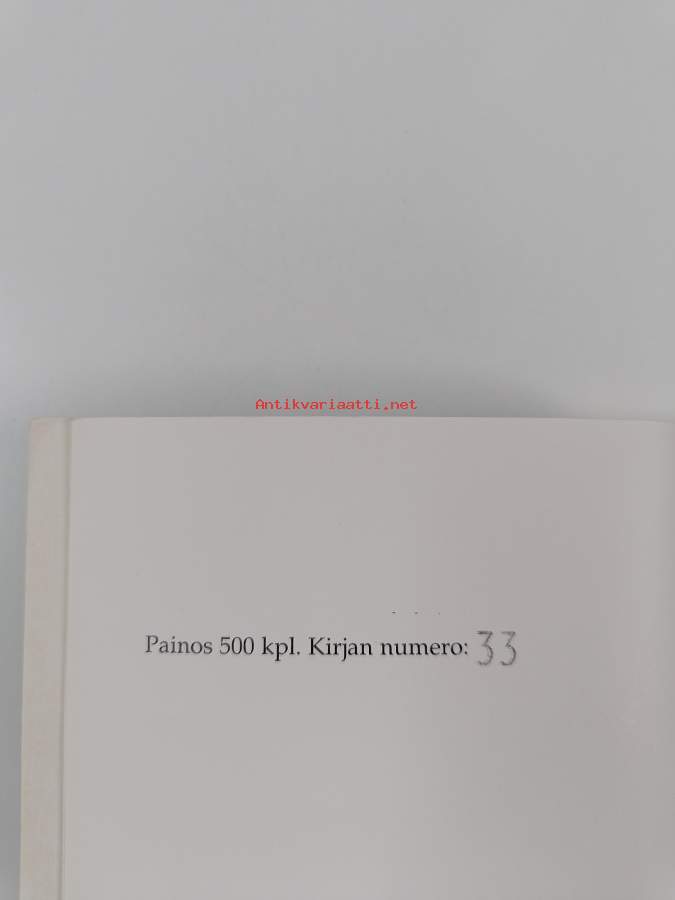 Antikvariaatti.net
Painos 500 kpl. Kirjan numero: 33